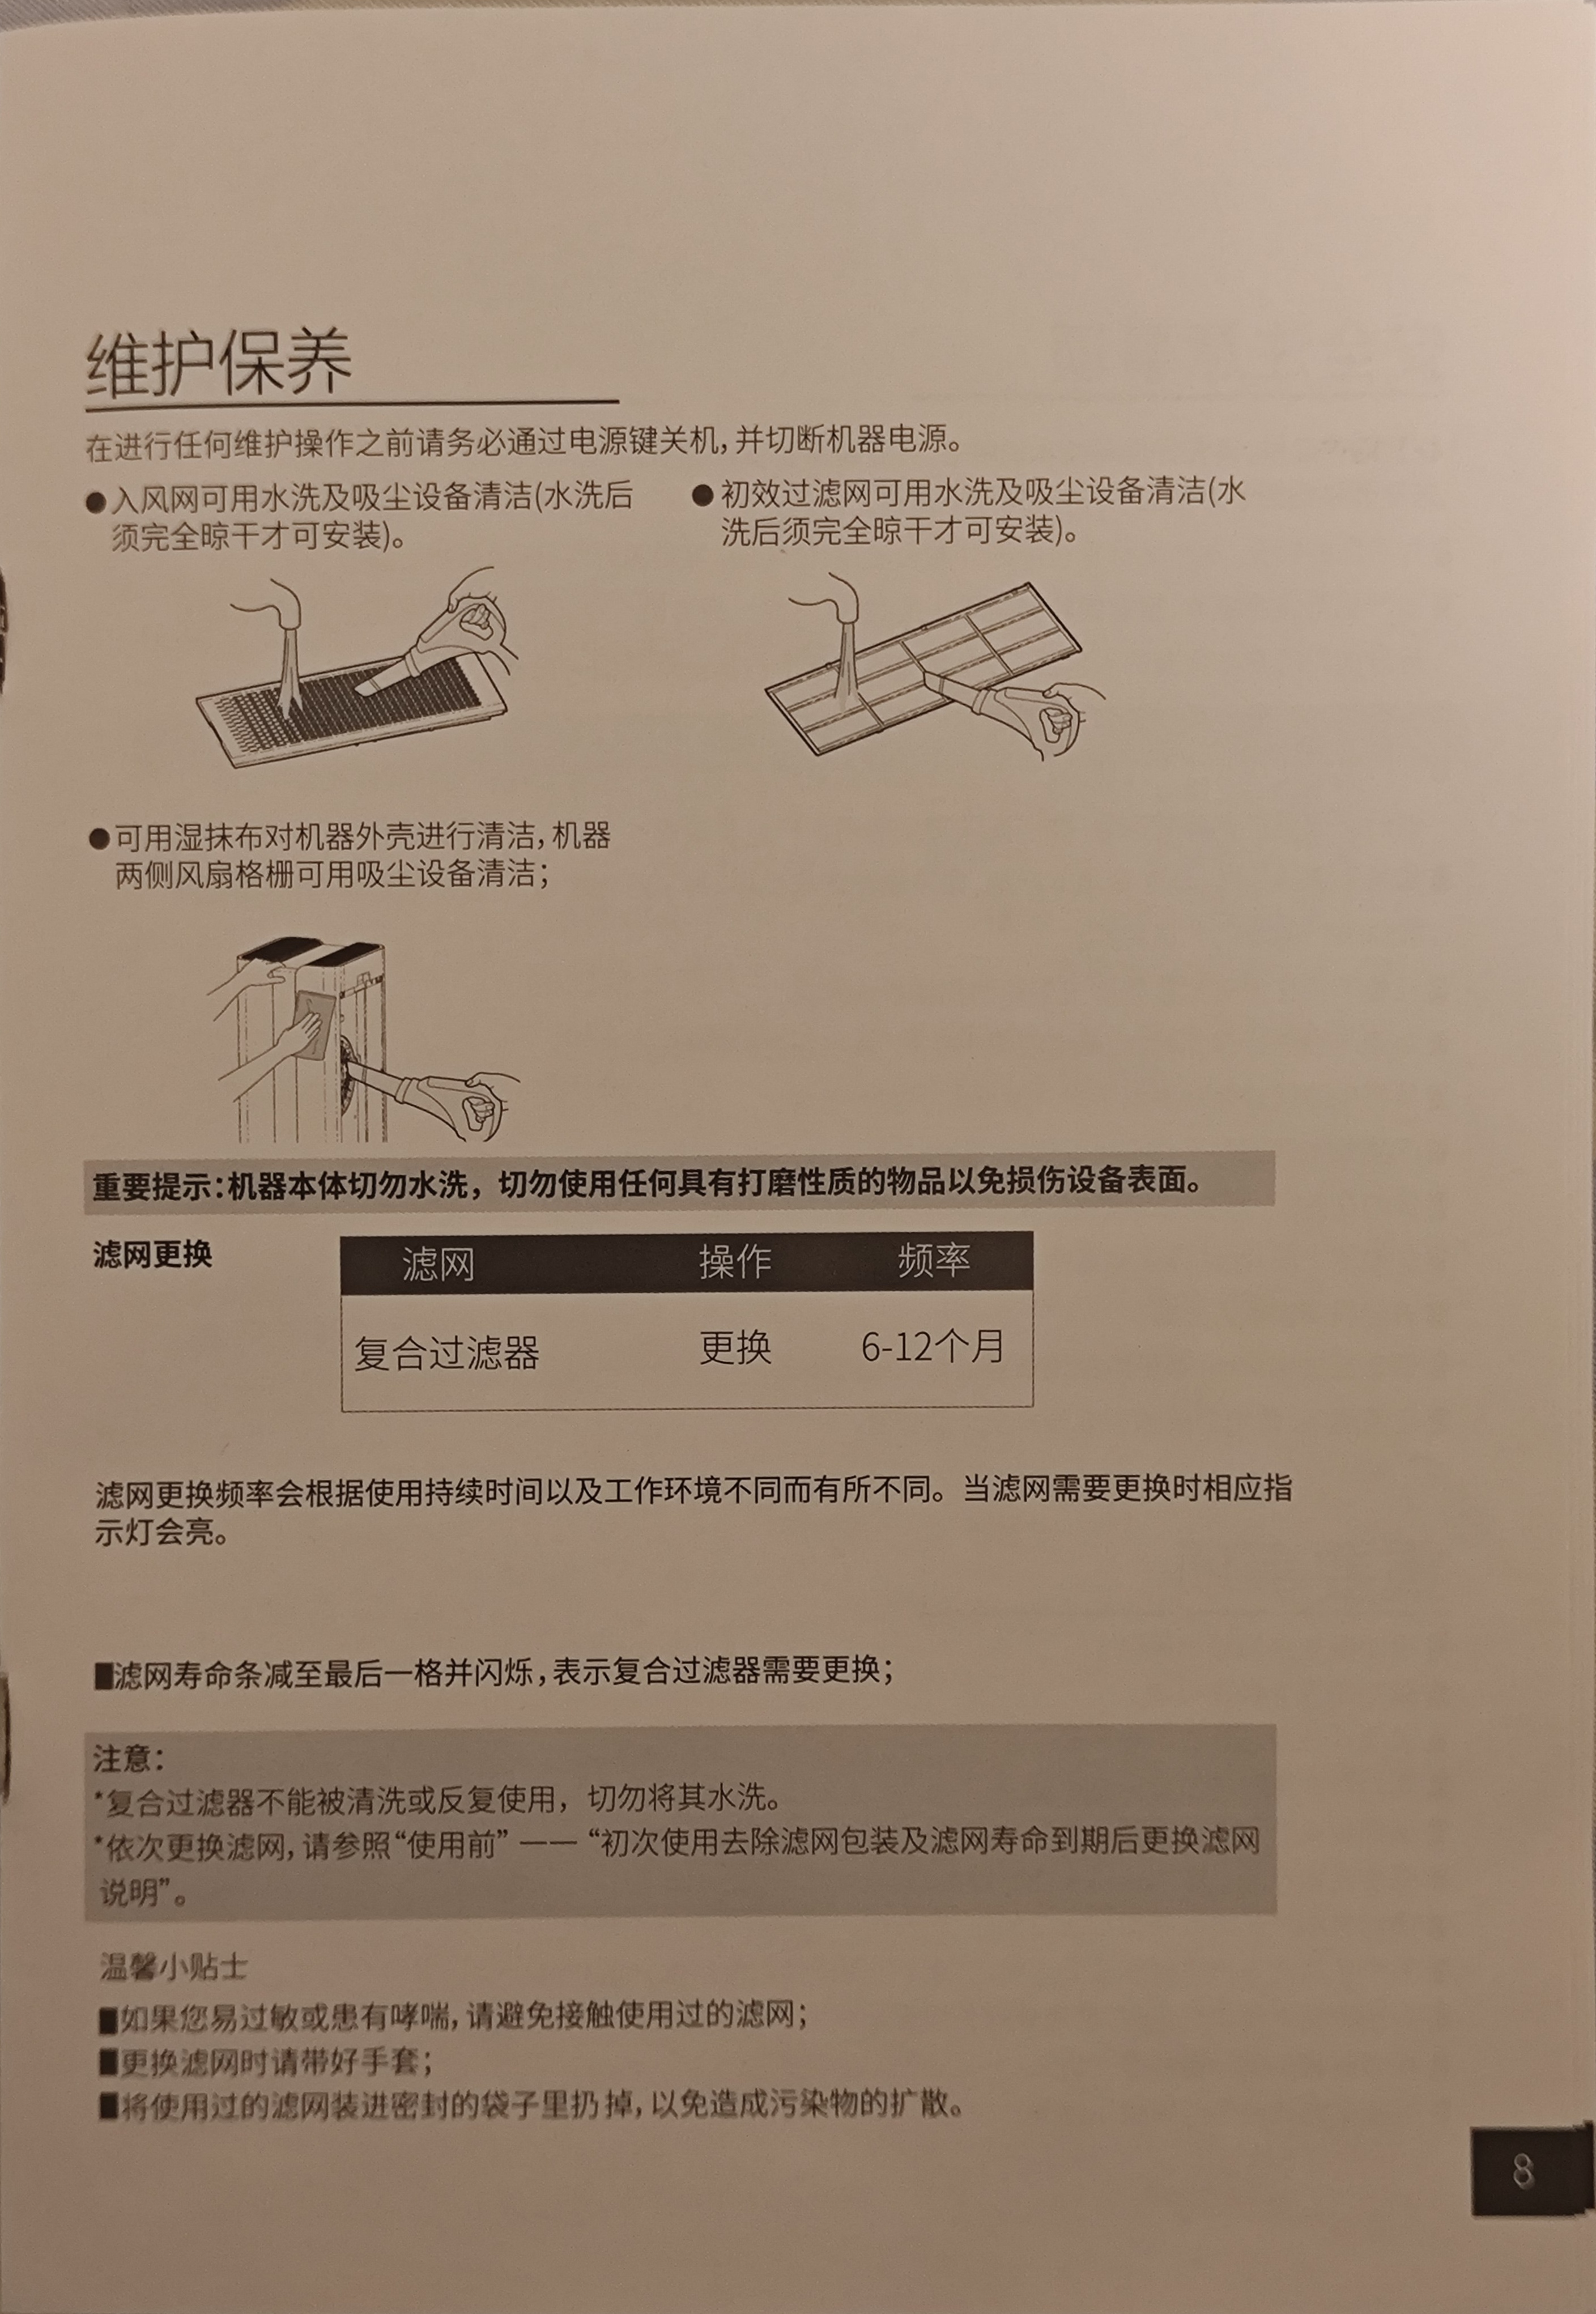 维护保养
在进行任何维护操作之前请务必通过电源键关机，并切断机器电源。
●入风网可用水洗及吸尘设备清洁(水洗后
须完全晾干才可安装)。
●初效过滤网可用水洗及吸尘设备清洁(水
洗后须完全晾干才可安装)。
●可用湿抹布对机器外壳进行清洁，机器
两侧风扇格栅可用吸尘设备清洁；
重要提示：机器本体切勿水洗，切勿使用任何具有打磨性质的物品以免损伤设备表面。
滤网更换
滤网 操作 频率
复合过滤器 更换 6-12个月
滤网更换频率会根据使用持续时间以及工作环境不同而有所不同。当滤网需要更换时相应指
示灯会亮。
■滤网寿命条减至最后一格并闪烁，表示复合过滤器需要更换；
注意：
*复合过滤器不能被清洗或反复使用，切勿将其水洗。
*依次更换滤网，请参照“使用前”——“初次使用去除滤网包装及滤网寿命到期后更换滤网
说明”。
温馨小贴士
■如果您易过敏或患有哮喘，请避免接触使用过的滤网；
■更换滤网时请带好手套；
■将使用过的滤网装进密封的袋子里扔掉，以免造成污染物的扩散。
8